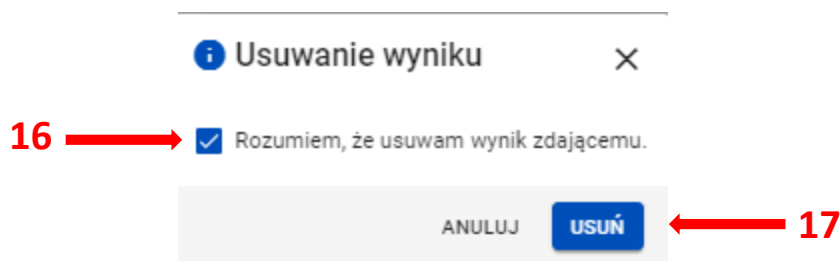 Usuwanie wyniku
16 Rozumiem, że usuwam wynik zdającemu.
ANULUJ USUŃ 17